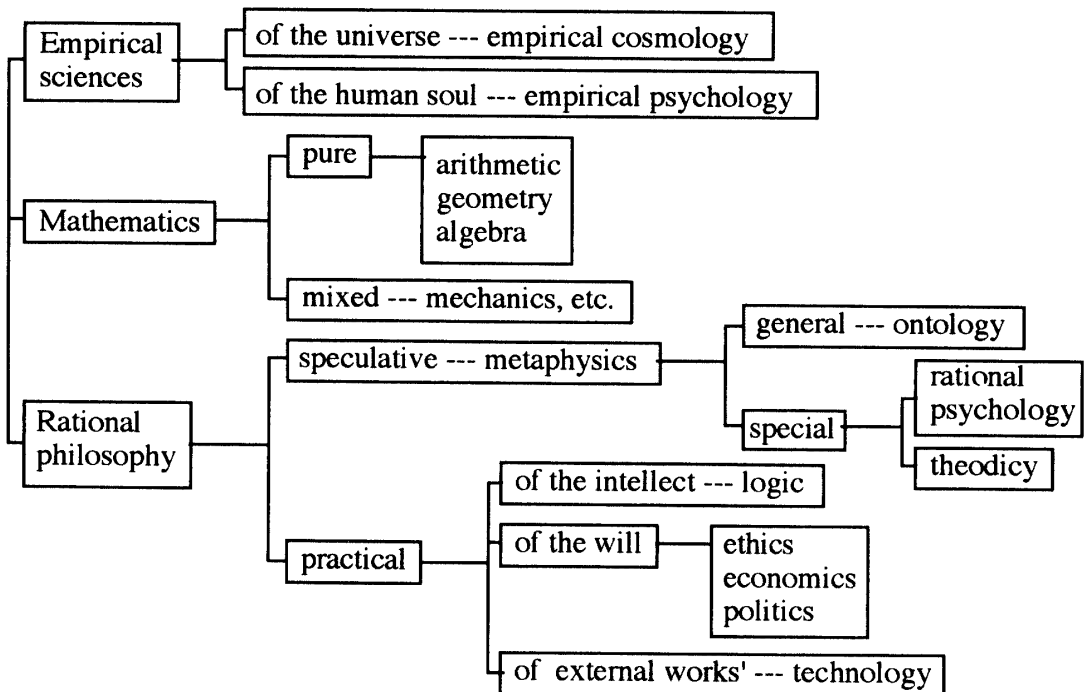 Empirical
sciences
of the universe --- empirical cosmology
of the human soul --- empirical psychology
Mathematics
pure
arithmetic
geometry
algebra
mixed --- mechanics, etc.
Rational
philosophy
speculative --- metaphysics
general --- ontology
special
rational
psychology
theodicy
practical
of the intellect --- logic
of the will
ethics
economics
politics
of external works' --- technology